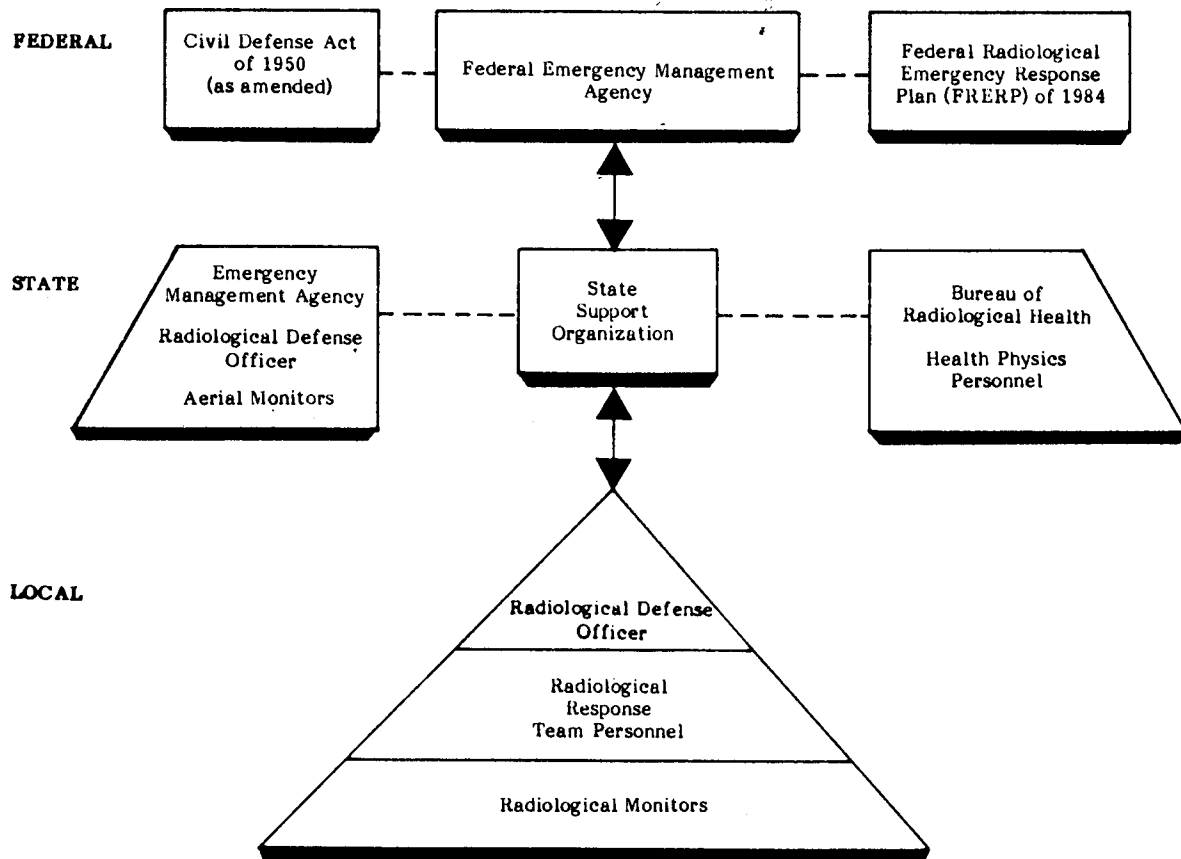 FEDERAL
Civil Defense Act
of 1950
(as amended)
Federal Emergency Management
Agency
Federal Radiological
Emergency Response
Plan (FRERP) of 1984
STATE
Emergency
Management Agency
Radiological Defense
Officer
Aerial Monitors
State
Support
Organization
Bureau of
Radiological Health
Health Physics
Personnel
LOCAL
Radiological Defense
Officer
Radiological
Response
Team Personnel
Radiological Monitors